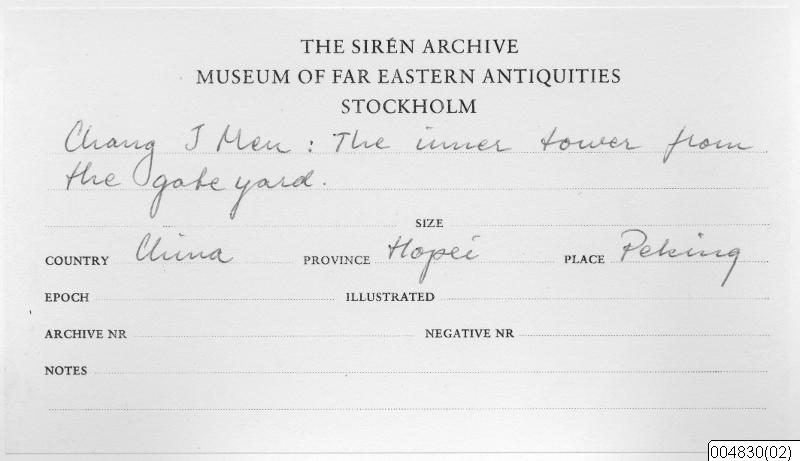 THE SIRÉN ARCHIVE
MUSEUM OF FAR EASTERN ANTIQUITIES
STOCKHOLM
Chang I Men : The inner tower from
the gate yard.
SIZE
COUNTRY China PROVINCE Hopei PLACE Peking
EPOCH ILLUSTRATED
ARCHIVE NR NEGATIVE NR
NOTES
004830(02)